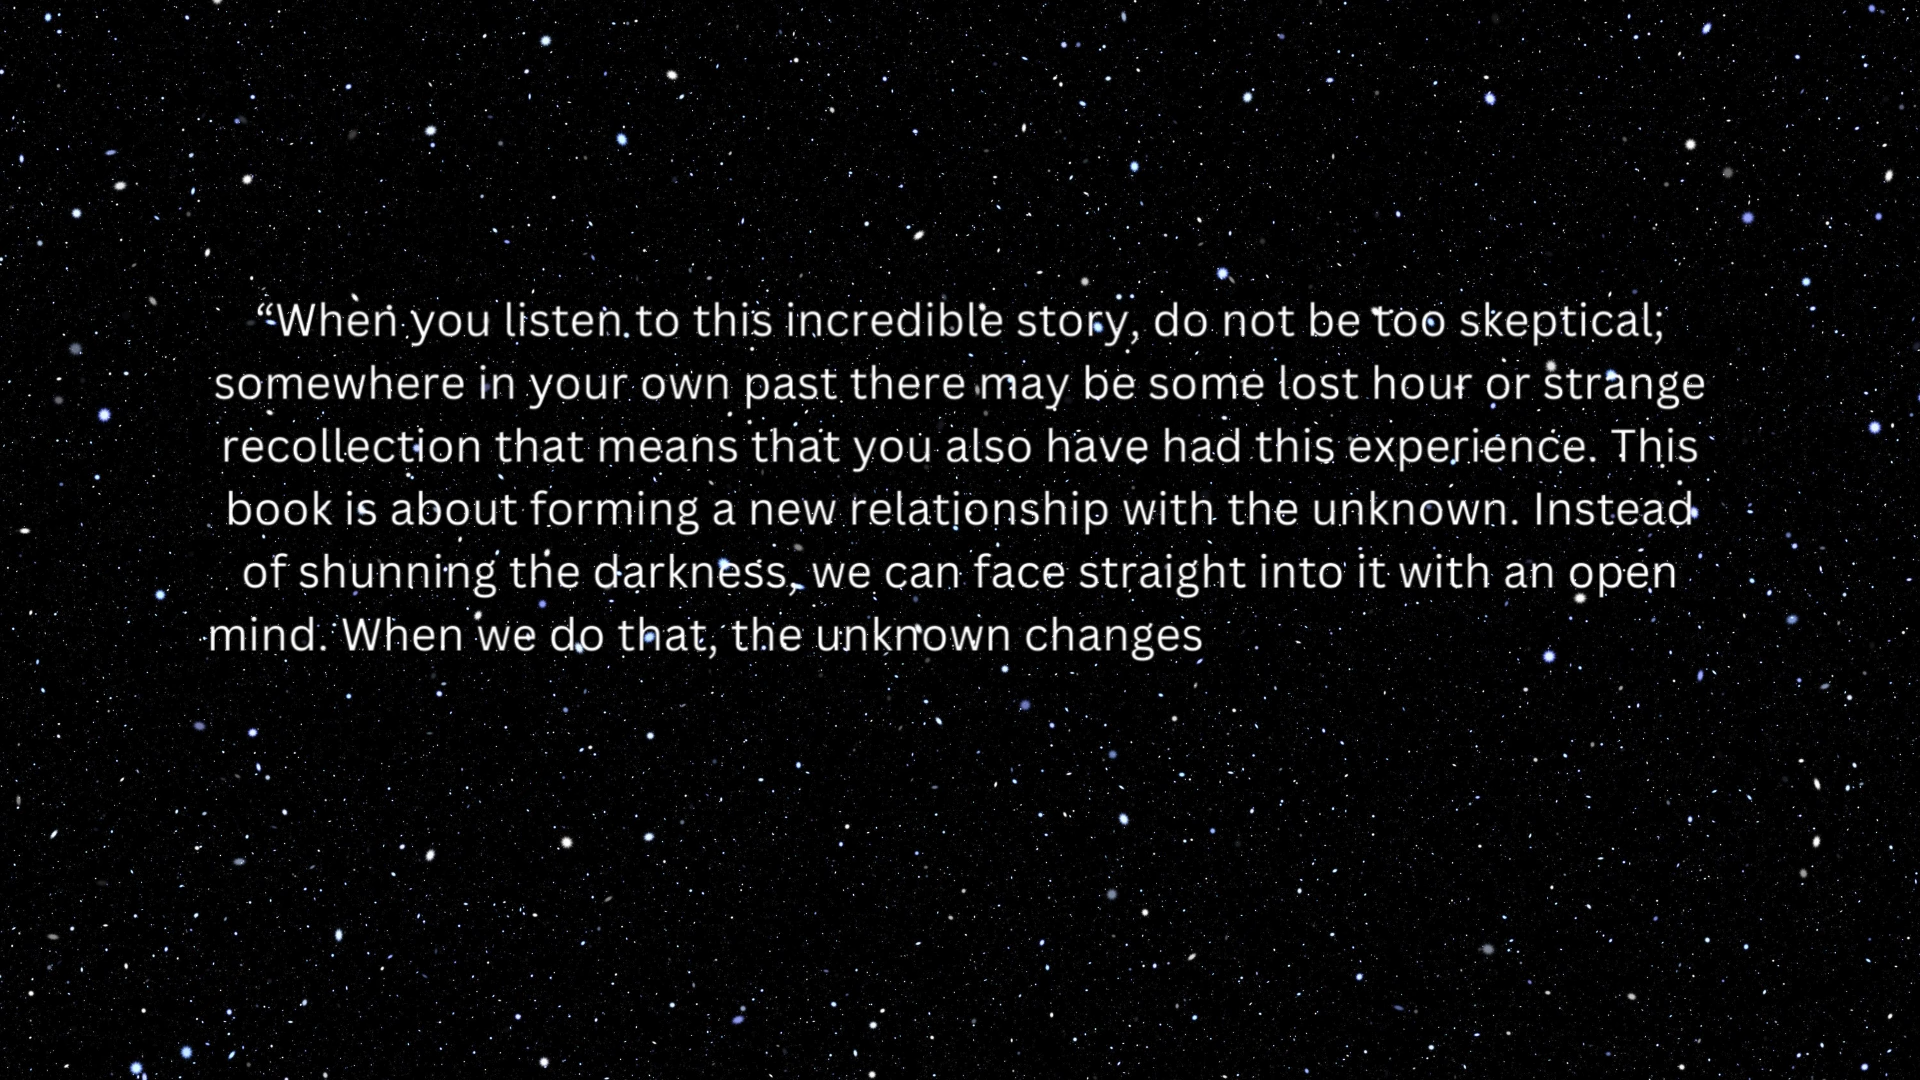 “When you listen to this incredible story, do not be too skeptical;
somewhere in your own past there may be some lost hour or strange
recollection that means that you also have had this experience. This
book is about forming a new relationship with the unknown. Instead
of shunning the darkness, we can face straight into it with an open
mind. When we do that, the unknown changes